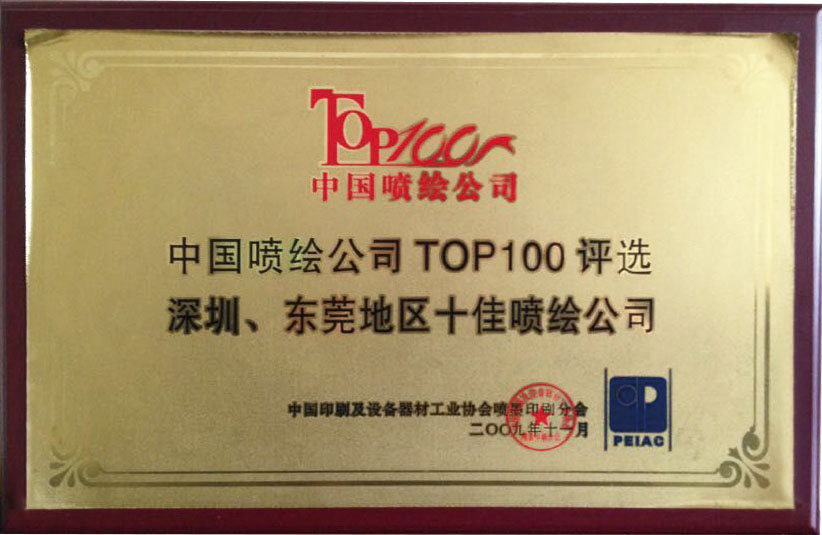 TOP100
中国喷绘公司
中国喷绘公司 TOP100 评选
深圳、东莞地区十佳喷绘公司
中国印刷及设备器材工业协会喷墨印刷分会
二〇〇九年十一月
PEIAC